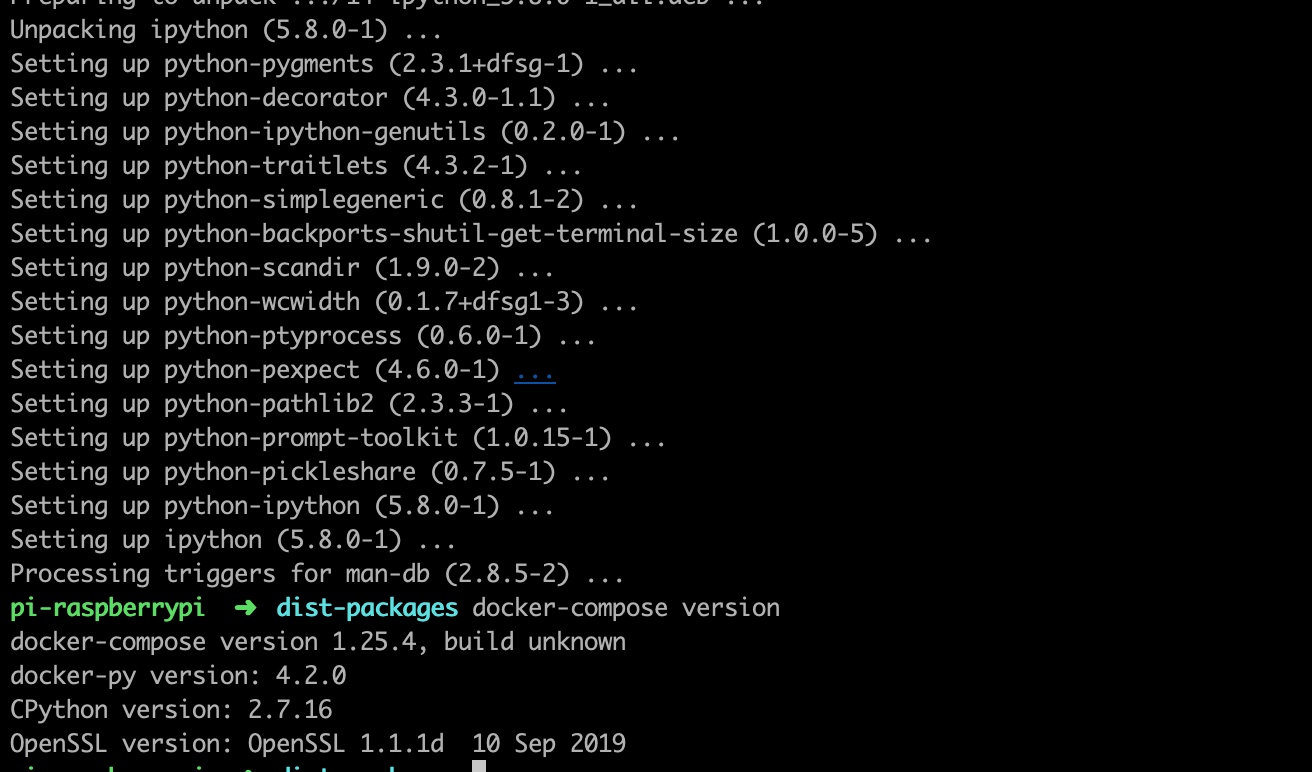 Unpacking ipython (5.8.0-1) ...
Setting up python-pygments (2.3.1+dfsg-1) ...
Setting up python-decorator (4.3.0-1.1) ...
Setting up python-ipython-genutils (0.2.0-1) ...
Setting up python-traitlets (4.3.2-1) ...
Setting up python-simplegeneric (0.8.1-2) ...
Setting up python-backports-shutil-get-terminal-size (1.0.0-5) ...
Setting up python-scandir (1.9.0-2) ...
Setting up python-wcwidth (0.1.7+dfsg1-3) ...
Setting up python-ptyprocess (0.6.0-1) ...
Setting up python-pexpect (4.6.0-1) ...
Setting up python-pathlib2 (2.3.3-1) ...
Setting up python-prompt-toolkit (1.0.15-1) ...
Setting up python-pickleshare (0.7.5-1) ...
Setting up python-ipython (5.8.0-1) ...
Setting up ipython (5.8.0-1) ...
Processing triggers for man-db (2.8.5-2) ...
pi-raspberrypi ➜ dist-packages docker-compose version
docker-compose version 1.25.4, build unknown
docker-py version: 4.2.0
CPython version: 2.7.16
OpenSSL version: OpenSSL 1.1.1d  10 Sep 2019